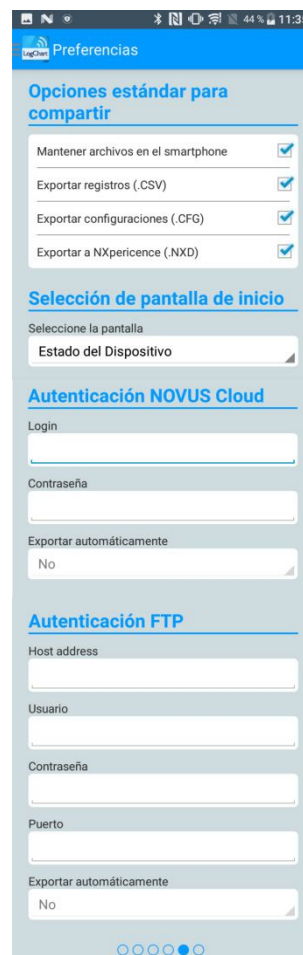 44 % 11:3
LogChart
Preferencias
Opciones estándar para
compartir
Mantener archivos en el smartphone
Exportar registros (.CSV)
Exportar configuraciones (.CFG)
Exportar a NXpericence (.NXD)
Selección de pantalla de inicio
Seleccione la pantalla
Estado del Dispositivo
Autenticación NOVUS Cloud
Login
Contraseña
Exportar automáticamente
No
Autenticación FTP
Host address
Usuario
Contraseña
Puerto
Exportar automáticamente
No